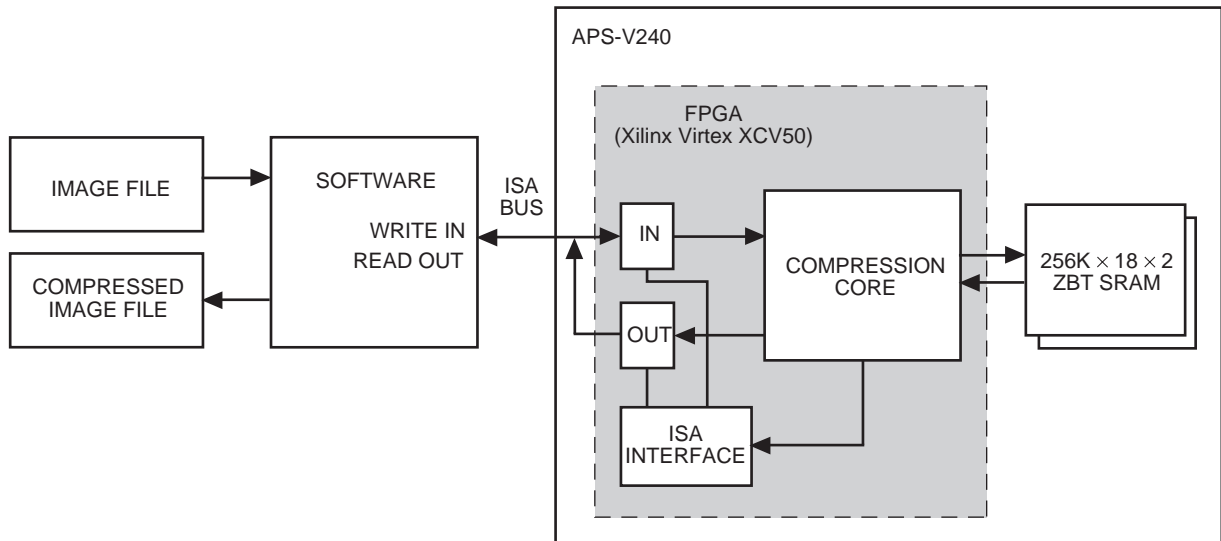 APS-V240
FPGA
(Xilinx Virtex XCV50)
IMAGE FILE
SOFTWARE
WRITE IN
READ OUT
COMPRESSED
IMAGE FILE
ISA
BUS
IN
OUT
COMPRESSION
CORE
ISA
INTERFACE
256K × 18 × 2
ZBT SRAM